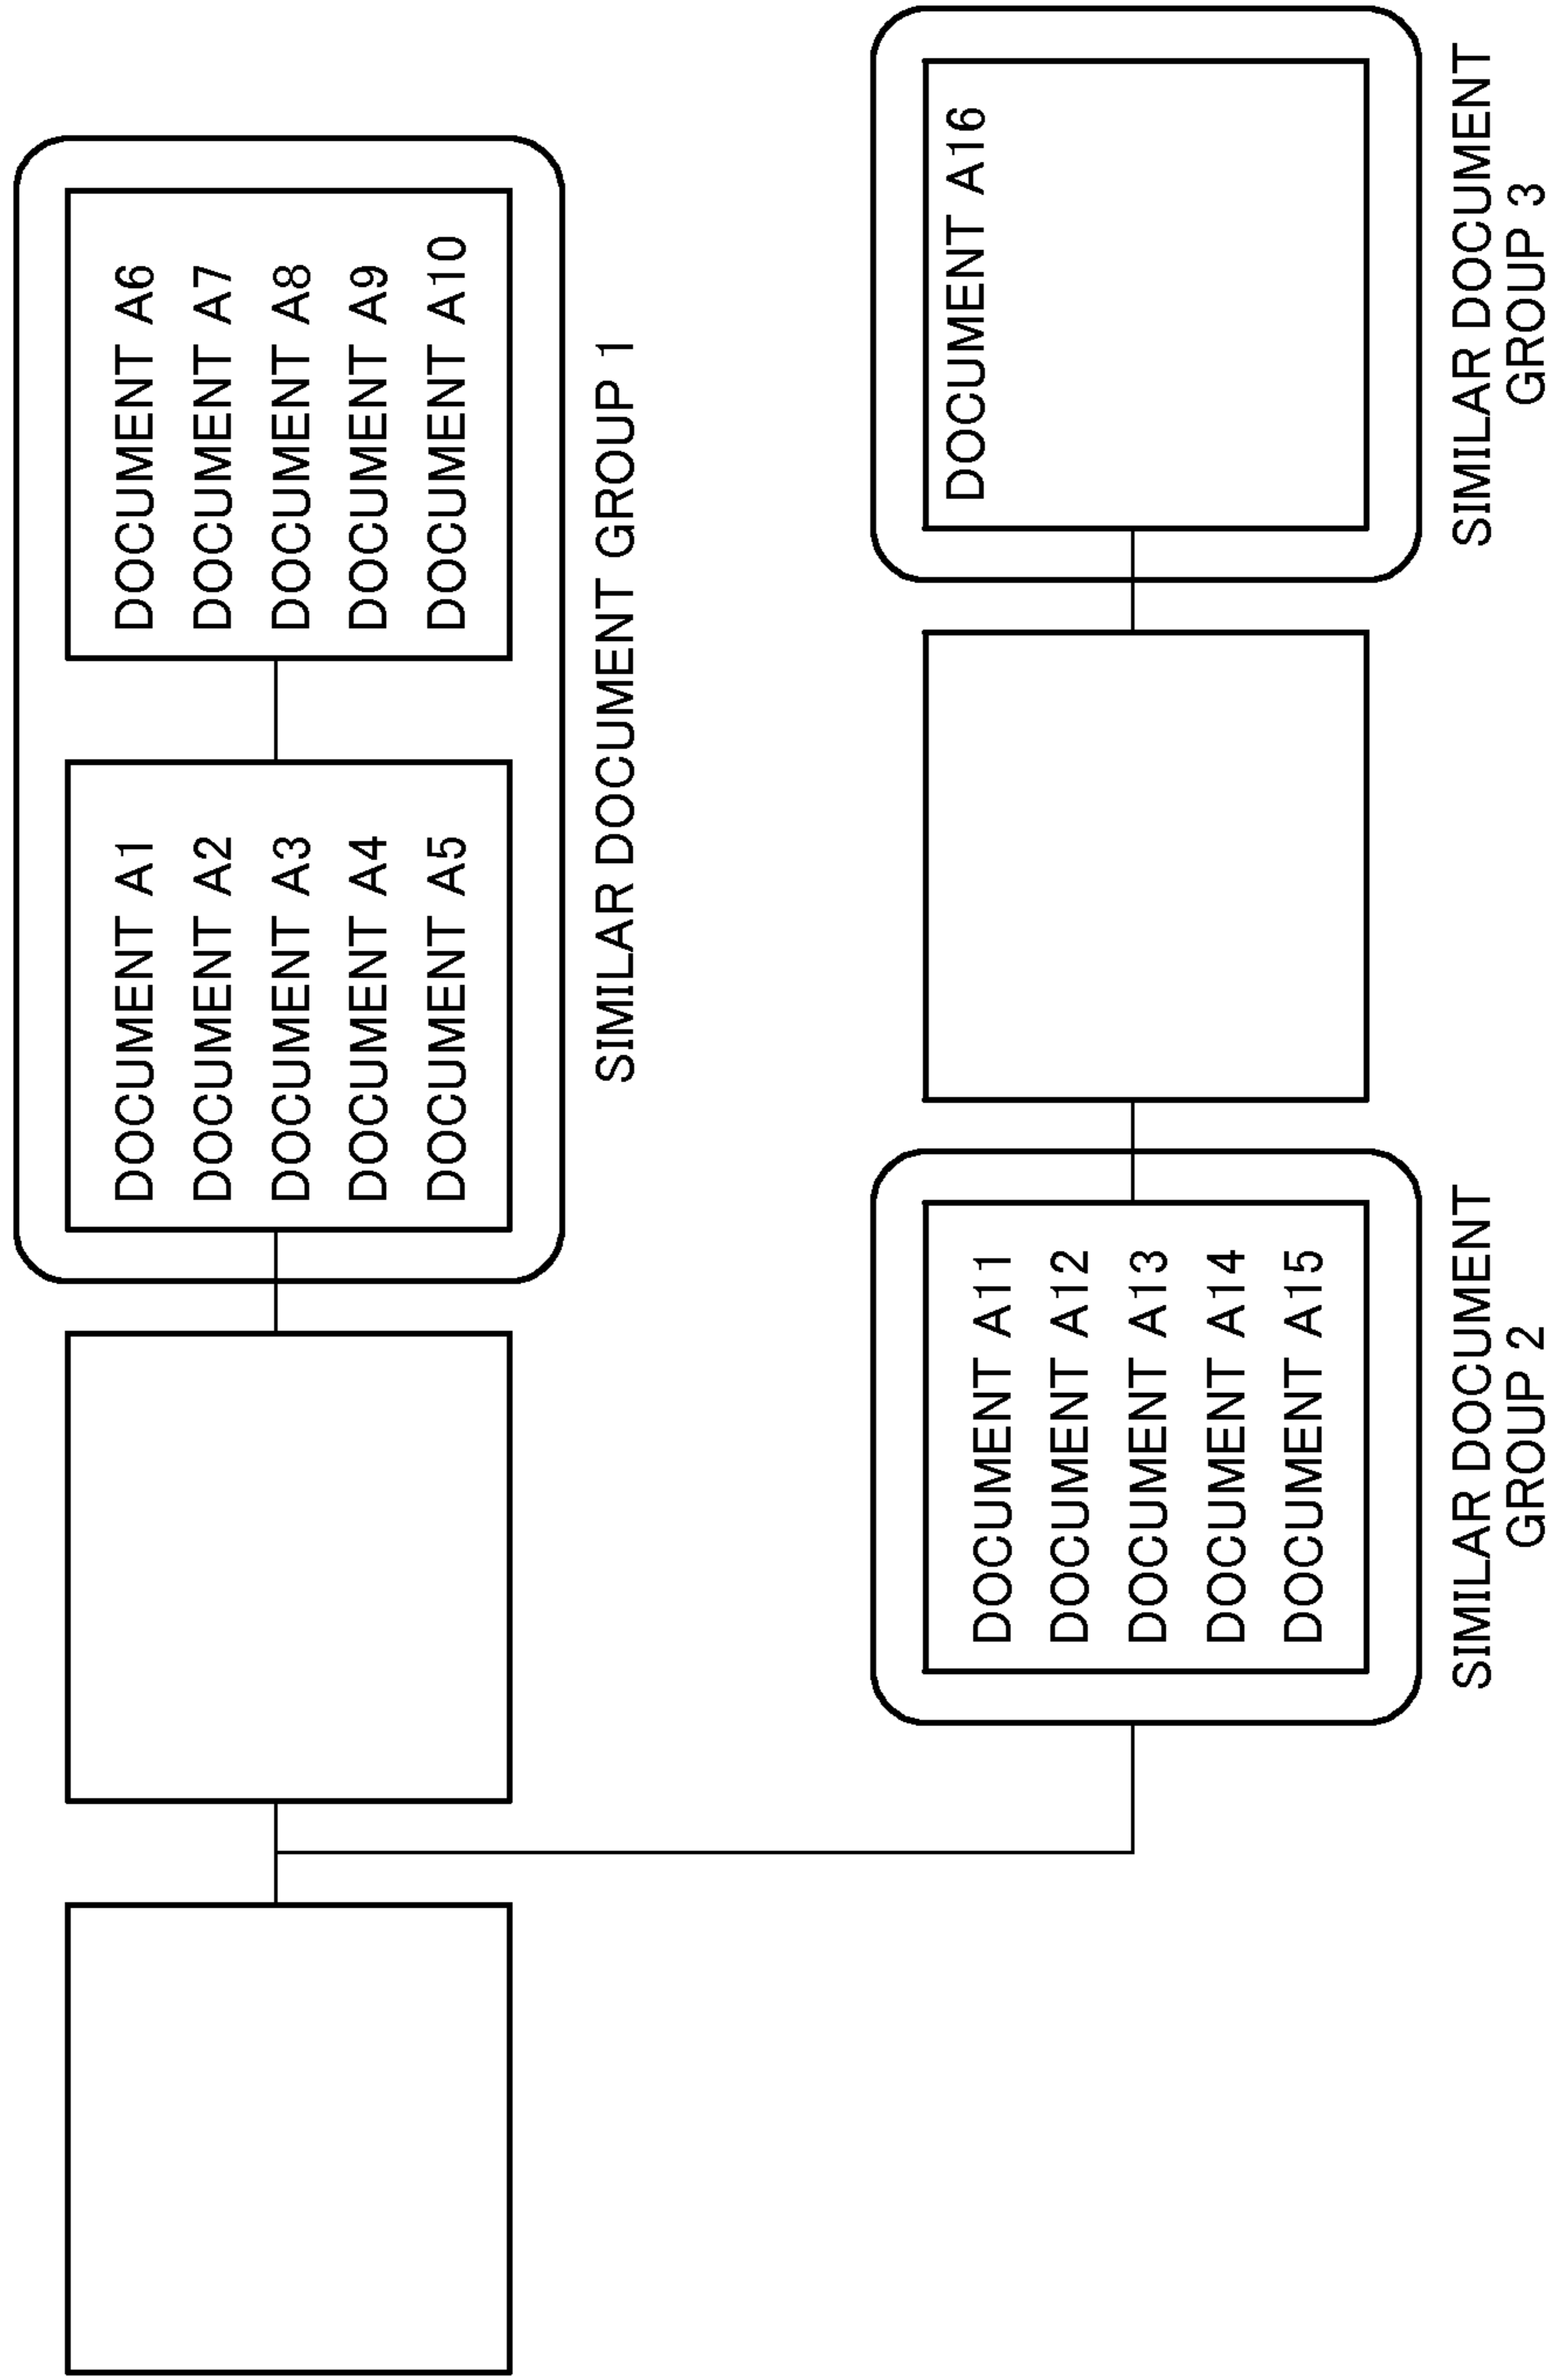 DOCUMENT A1
DOCUMENT A2
DOCUMENT A3
DOCUMENT A4
DOCUMENT A5
DOCUMENT A6
DOCUMENT A7
DOCUMENT A8
DOCUMENT A9
DOCUMENT A10
SIMILAR DOCUMENT GROUP 1
DOCUMENT A11
DOCUMENT A12
DOCUMENT A13
DOCUMENT A14
DOCUMENT A15
SIMILAR DOCUMENT
GROUP 2
DOCUMENT A16
SIMILAR DOCUMENT
GROUP 3